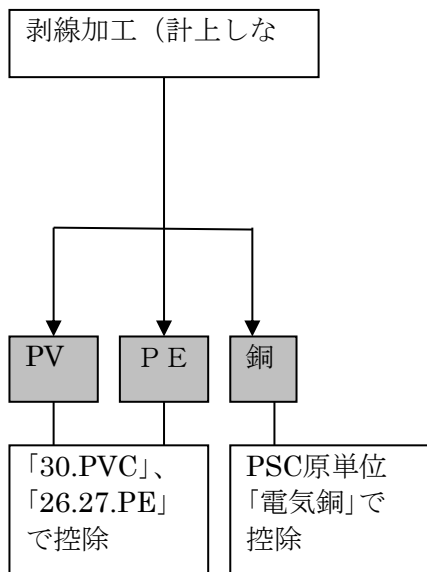 剥線加工（計上しな
PV
ＰＥ
銅
「30.PVC」、
「26.27.PE」
で控除
PSC原単位
「電気銅」で
控除